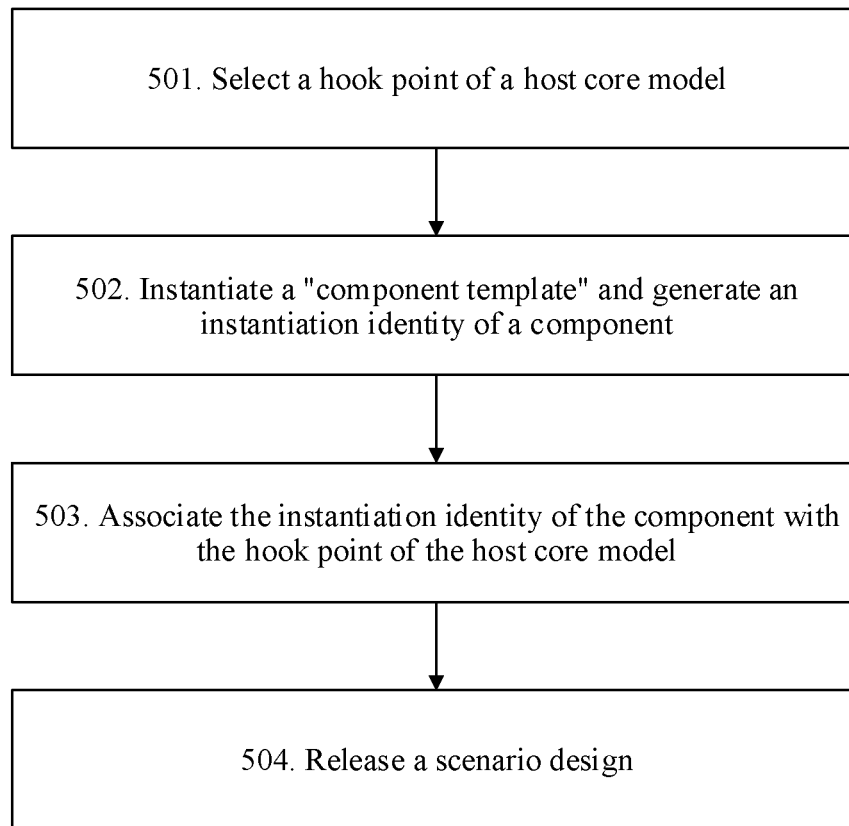 501. Select a hook point of a host core model
502. Instantiate a "component template" and generate an
instantiation identity of a component
503. Associate the instantiation identity of the component with
the hook point of the host core model
504. Release a scenario design